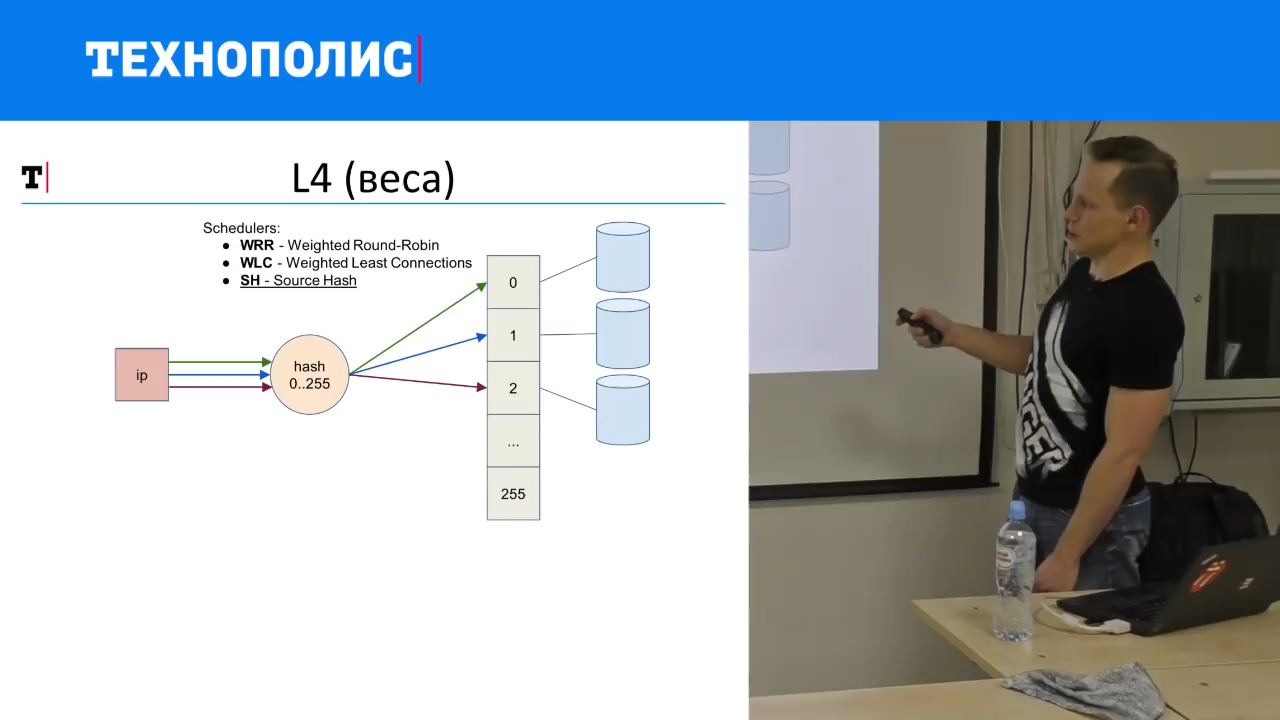 ТЕХНОПОЛИС
Т
L4 (веса)
Schedulers:
● WRR - Weighted Round-Robin
● WLC - Weighted Least Connections
● SH - Source Hash
ip
hash
0..255
0
1
2
...
255